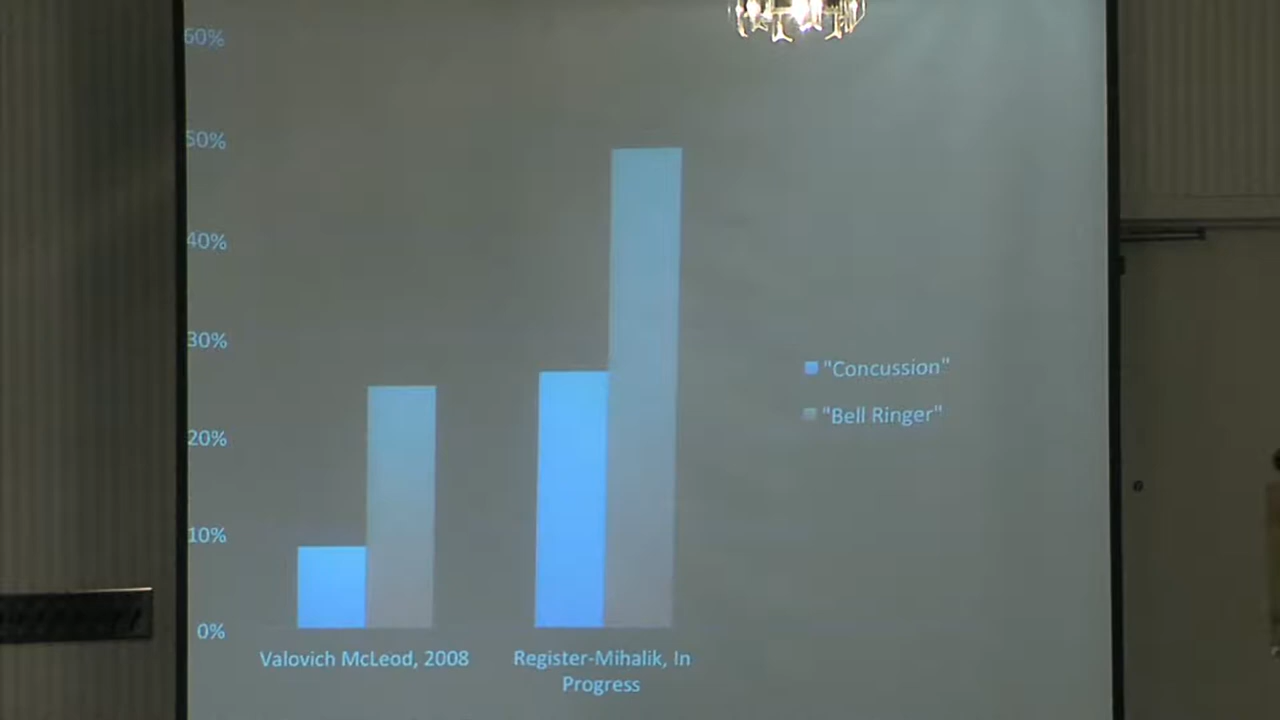 60%
50%
40%
30%
20%
10%
0%
Valovich McLeod, 2008
Register-Mihalik, In
Progress
"Concussion"
"Bell Ringer"